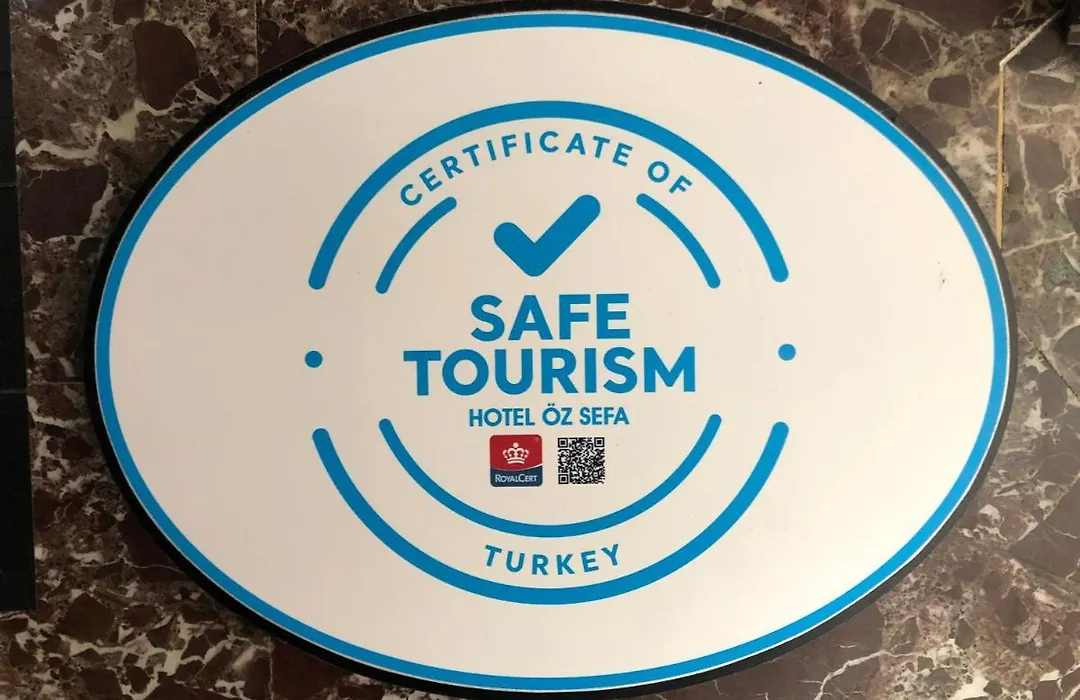 CERTIFICATE OF
SAFE
TOURISM
HOTEL ÖZ SEFA
ROYALCERT
TURKEY